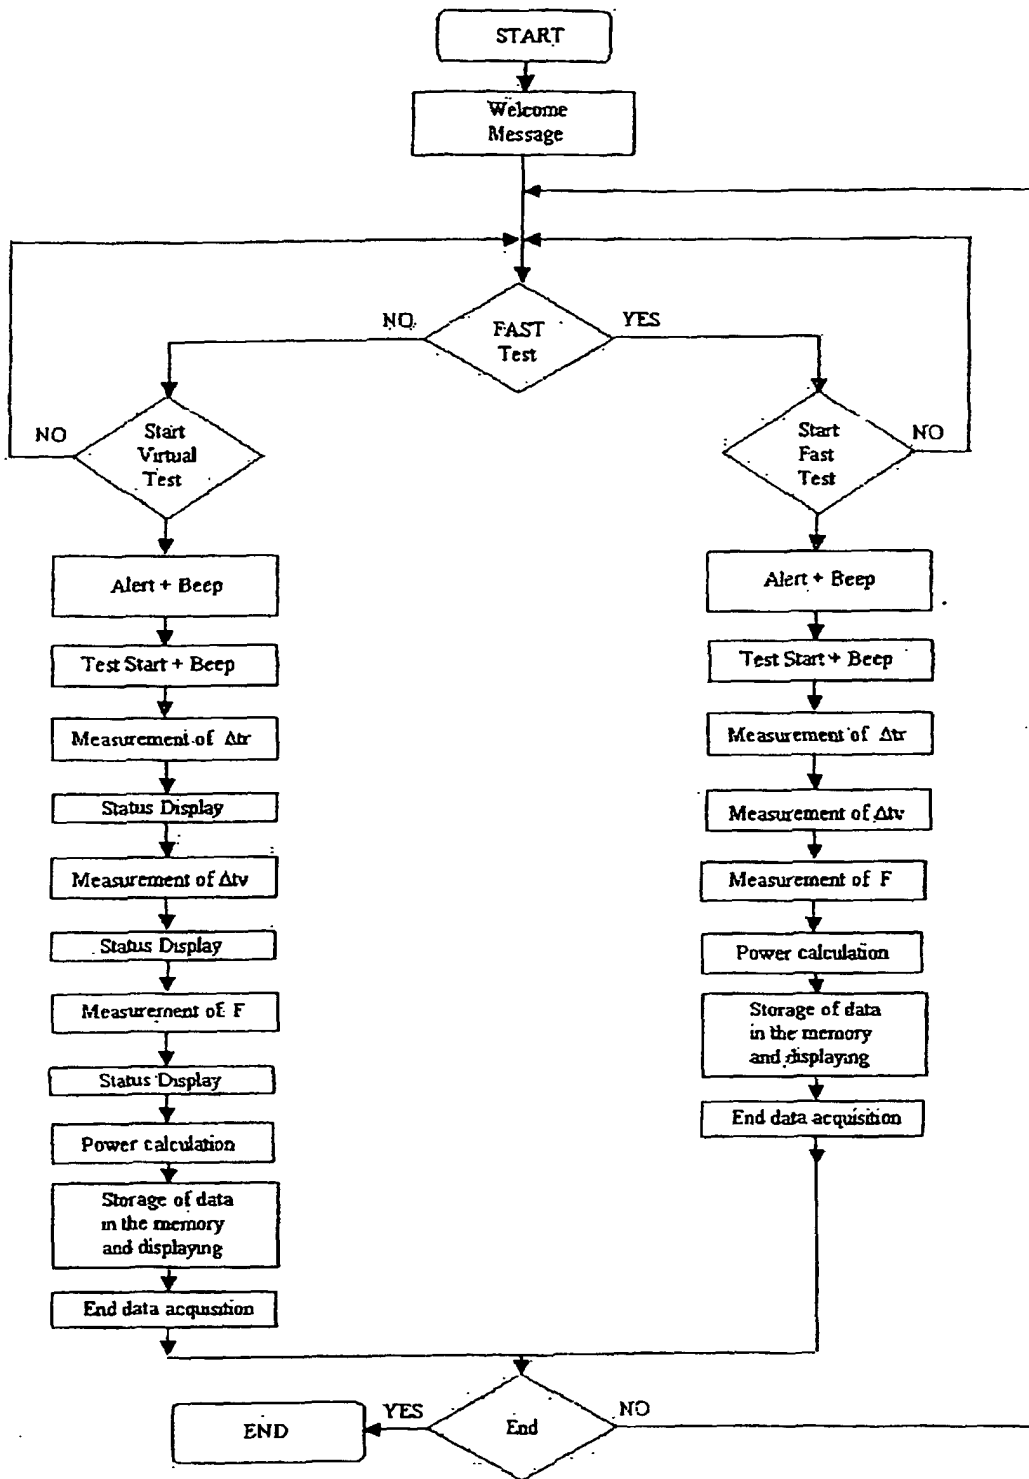 START
Welcome
Message
FAST
Test
NO
YES
Start
Virtual
Test
NO
Start
Fast
Test
NO
Alert + Beep
Test Start + Beep
Measurement of Δtr
Status Display
Measurement of Δtv
Status Display
Measurement of F
Status Display
Power calculation
Storage of data
in the memory
and displaying
End data acquisition
Alert + Beep
Test Start + Beep
Measurement of Δtr
Measurement of Δtv
Measurement of F
Power calculation
Storage of data
in the memory
and displaying
End data acquisition
End
YES
NO
END